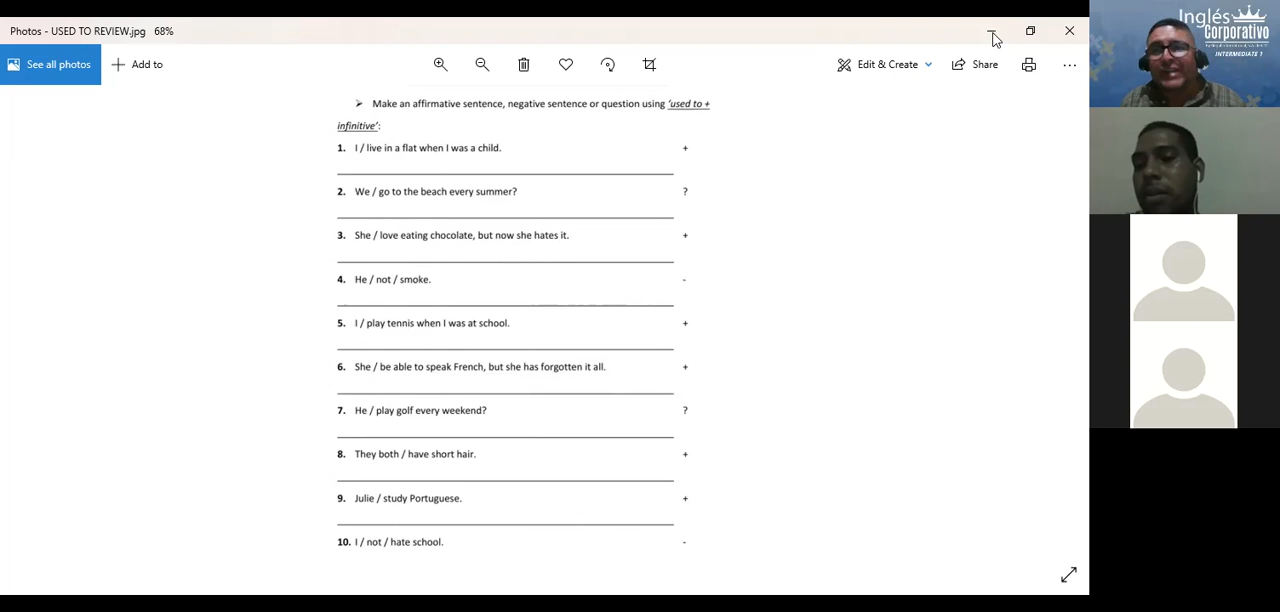 Photos - USED TO REVIEW.jpg 68%
See all photos
Add to
Edit & Create
Share
Inglés
Corporativo
INTERMEDIATE 1
➢ Make an affirmative sentence, negative sentence or question using 'used to +
infinitive':
1. I / live in a flat when I was a child. +
2. We / go to the beach every summer? ?
3. She / love eating chocolate, but now she hates it. +
4. He / not / smoke. -
5. I / play tennis when I was at school. +
6. She / be able to speak French, but she has forgotten it all. +
7. He / play golf every weekend? ?
8. They both / have short hair. +
9. Julie / study Portuguese. +
10. I / not / hate school. -